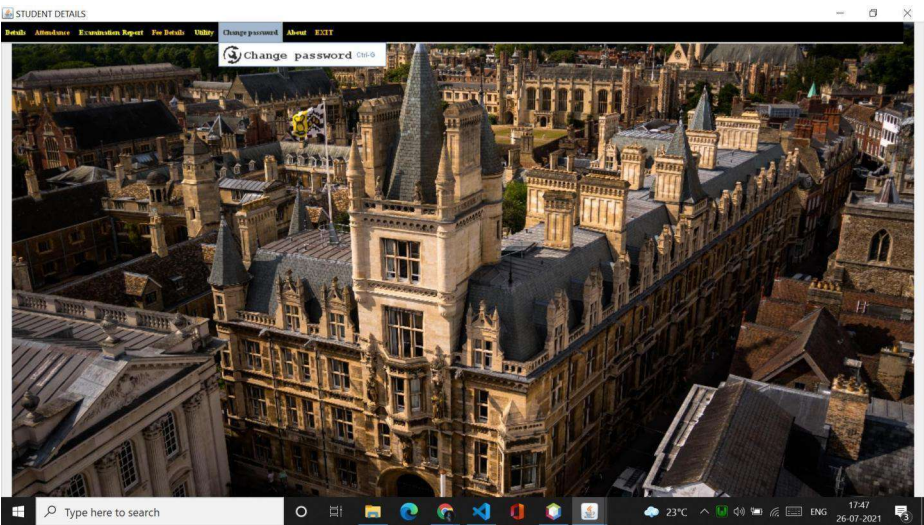 STUDENT DETAILS
Details Attendance Examination Report Fee Details Utility Change password About EXIT
Change password Ctrl-G
Type here to search
23°C ENG 17:47
26-07-2021
3